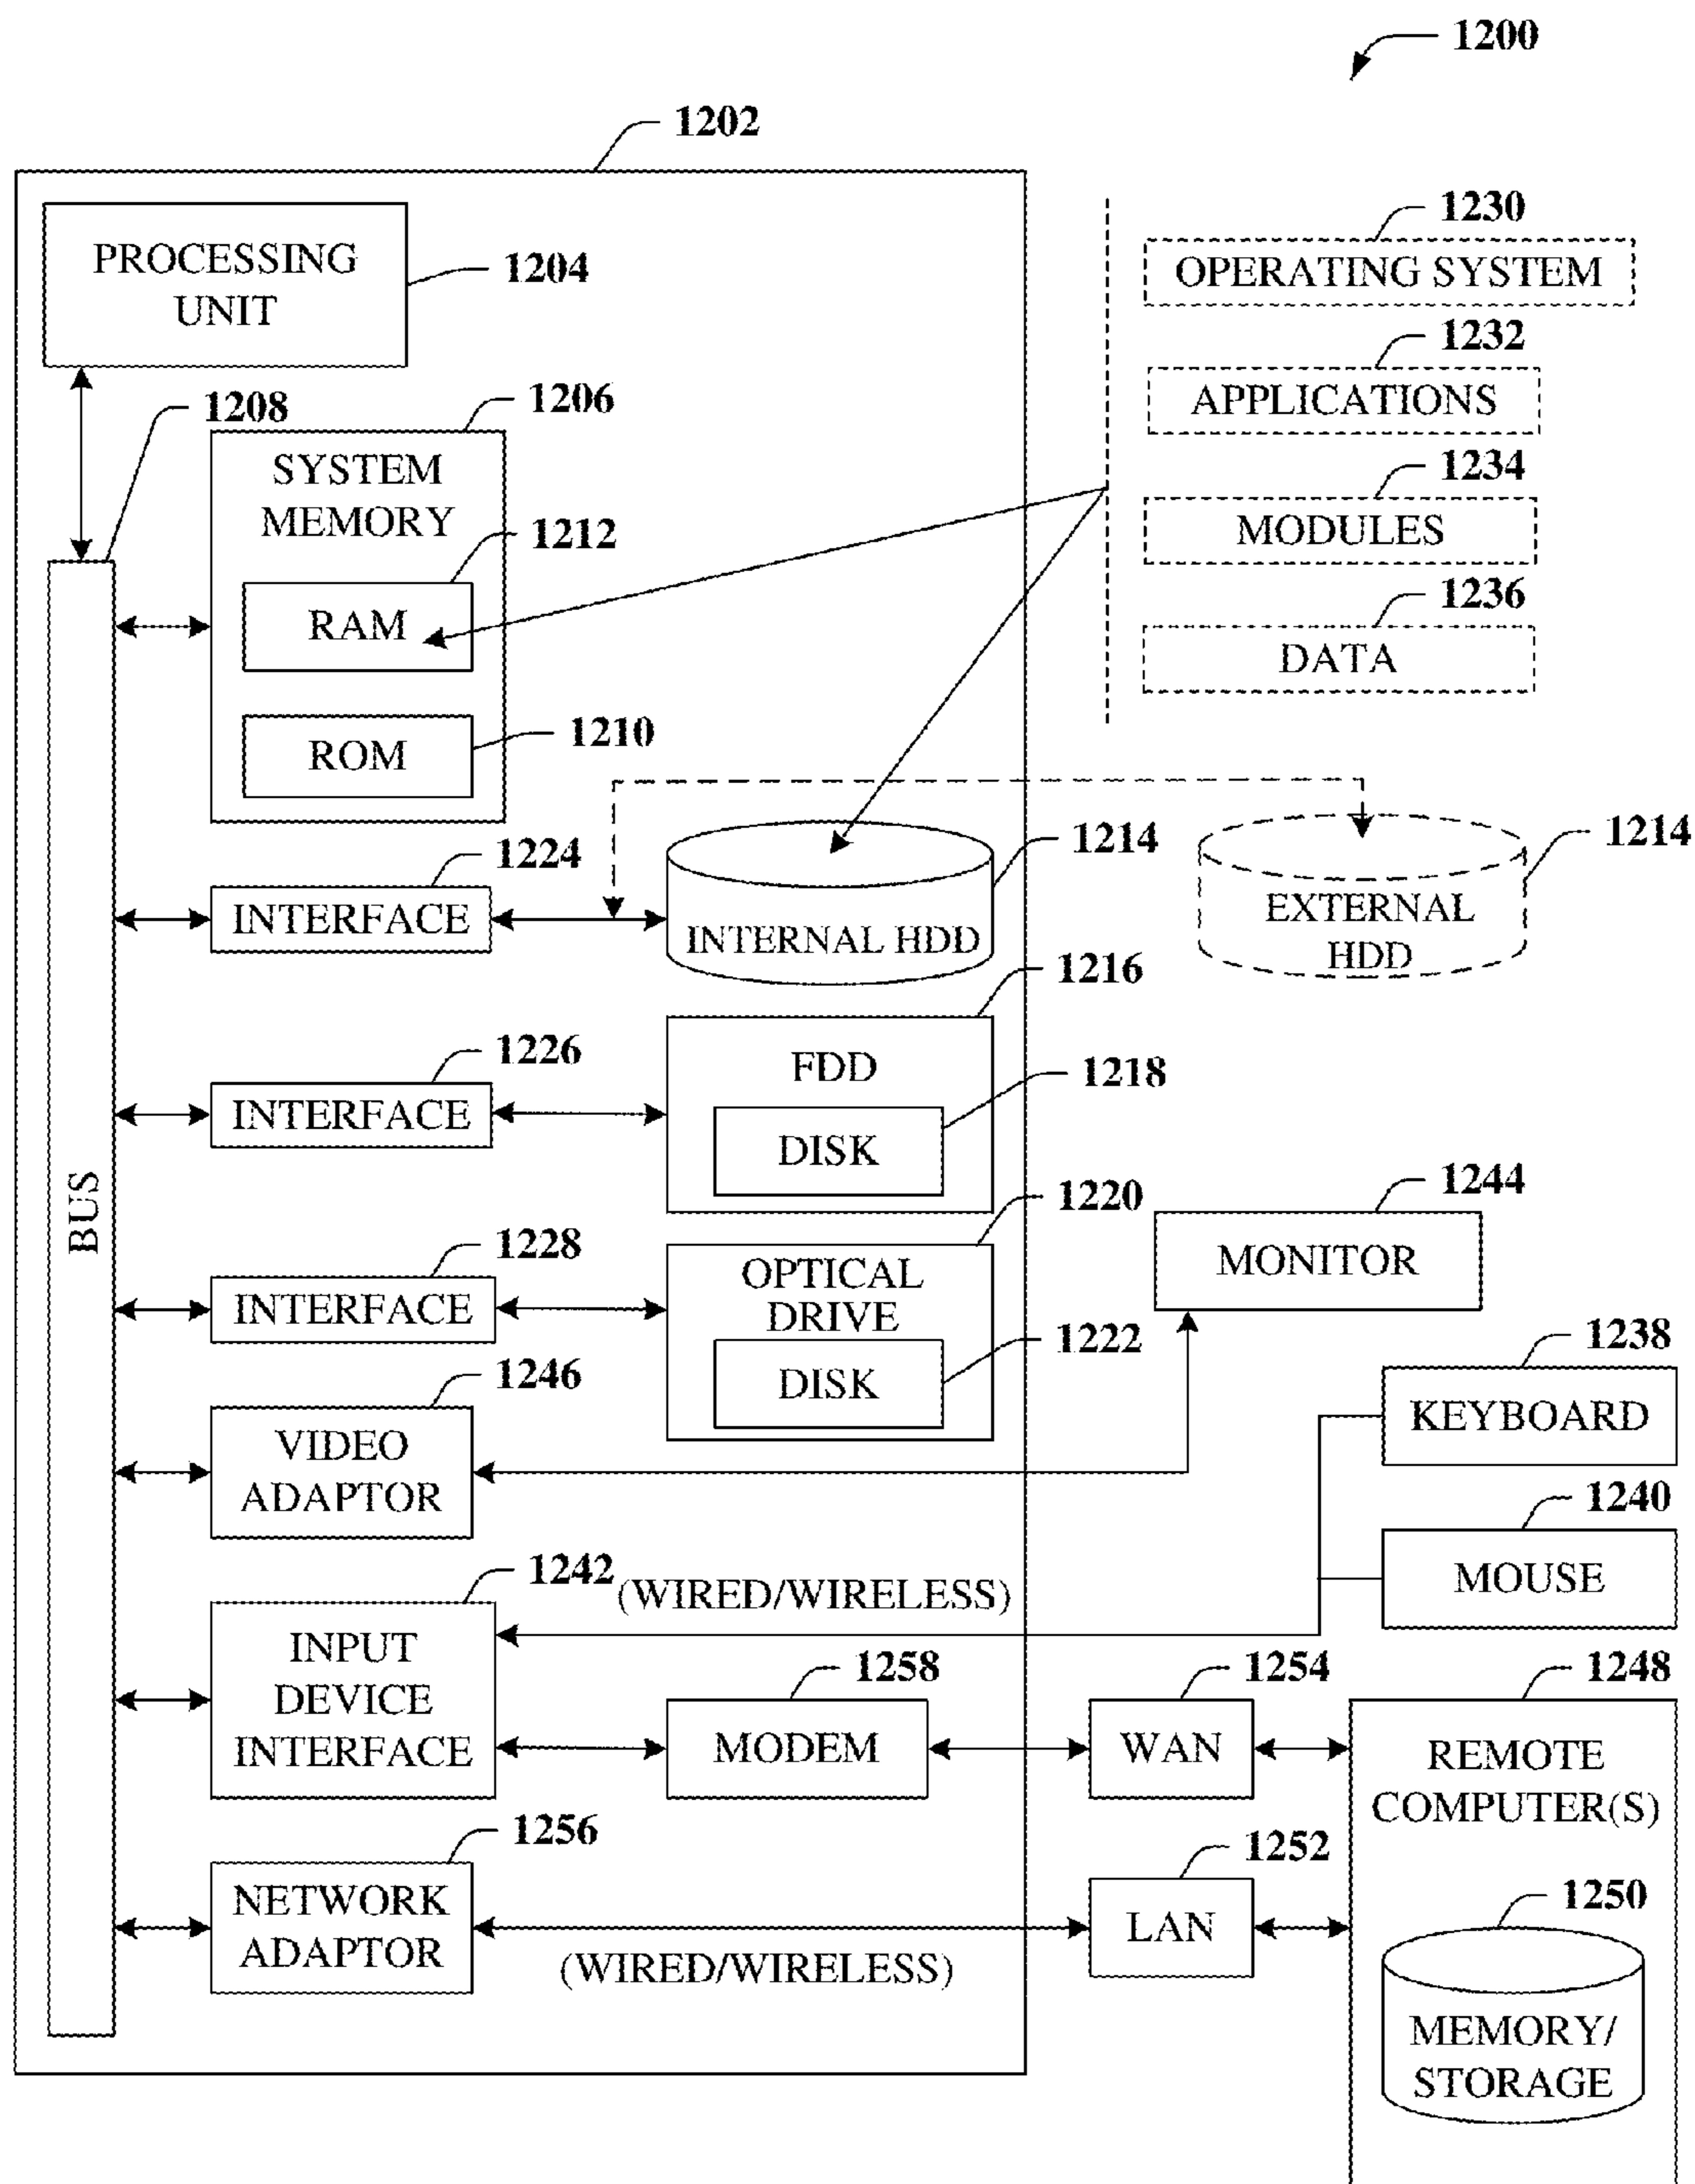 1200
1202
PROCESSING
UNIT
1204
1230
OPERATING SYSTEM
1232
APPLICATIONS
1234
MODULES
1236
DATA
1208
1206
SYSTEM
MEMORY
1212
RAM
1210
ROM
BUS
1224
INTERFACE
1214
INTERNAL HDD
1214
EXTERNAL
HDD
1226
INTERFACE
1216
FDD
1218
DISK
1228
INTERFACE
1220
OPTICAL
DRIVE
1222
DISK
1244
MONITOR
1246
VIDEO
ADAPTOR
1238
KEYBOARD
1240
MOUSE
1242
(WIRED/WIRELESS)
INPUT
DEVICE
INTERFACE
1258
MODEM
1254
WAN
1248
REMOTE
COMPUTER(S)
1256
NETWORK
ADAPTOR
(WIRED/WIRELESS)
1252
LAN
1250
MEMORY/
STORAGE